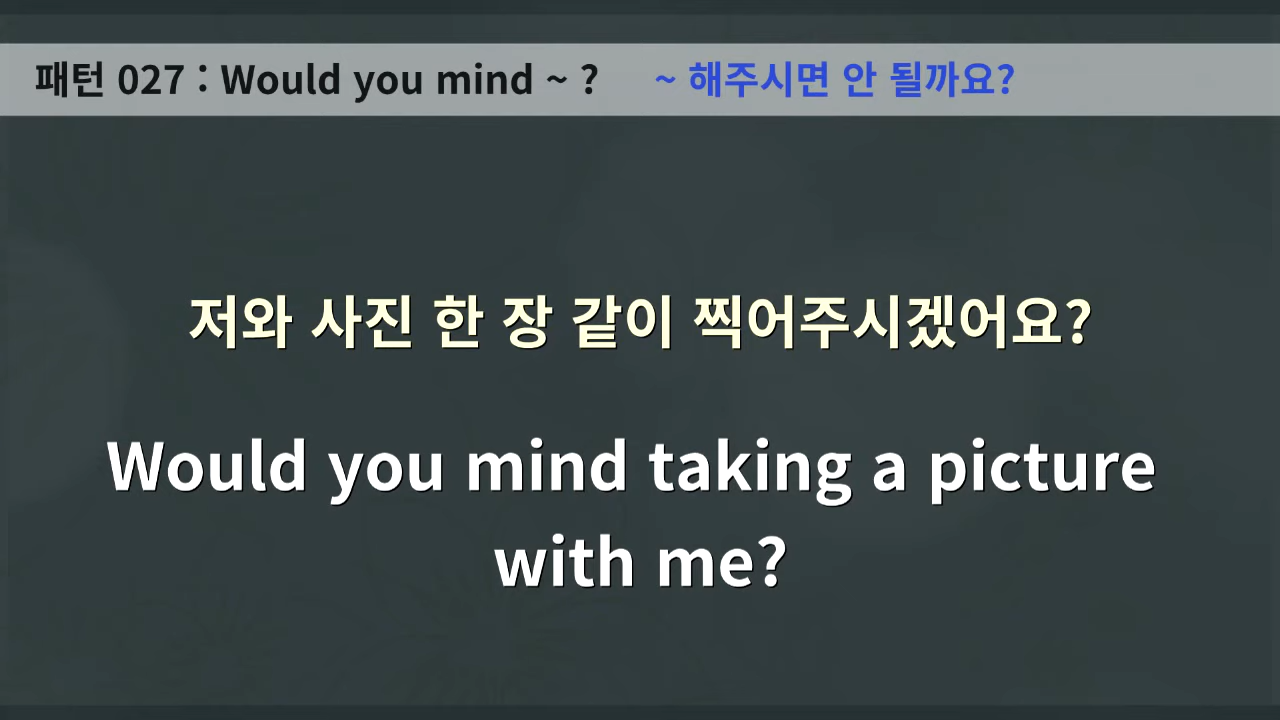 패턴 027 : Would you mind ~ ? ~ 해주시면 안 될까요?
저와 사진 한 장 같이 찍어주시겠어요?
Would you mind taking a picture
with me?